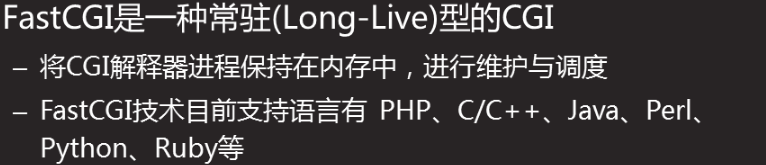 FastCGI是一种常驻(Long-Live)型的CGI
– 将CGI解释器进程保持在内存中，进行维护与调度
– FastCGI技术目前支持语言有 PHP、C/C++、Java、Perl、
Python、Ruby等